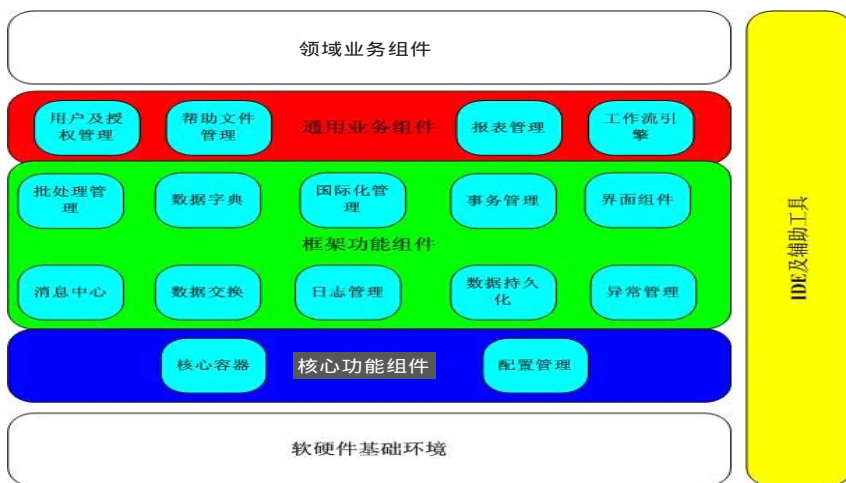 领域业务组件
用户及授
权管理
帮助文件
管理
通用业务组件
报表管理
工作流引
擎
批处理管
理
数据字典
国际化管
理
事务管理
界面组件
框架功能组件
消息中心
数据交换
日志管理
数据持久
化
异常管理
核心容器
核心功能组件
配置管理
软硬件基础环境
IDE及辅助工具